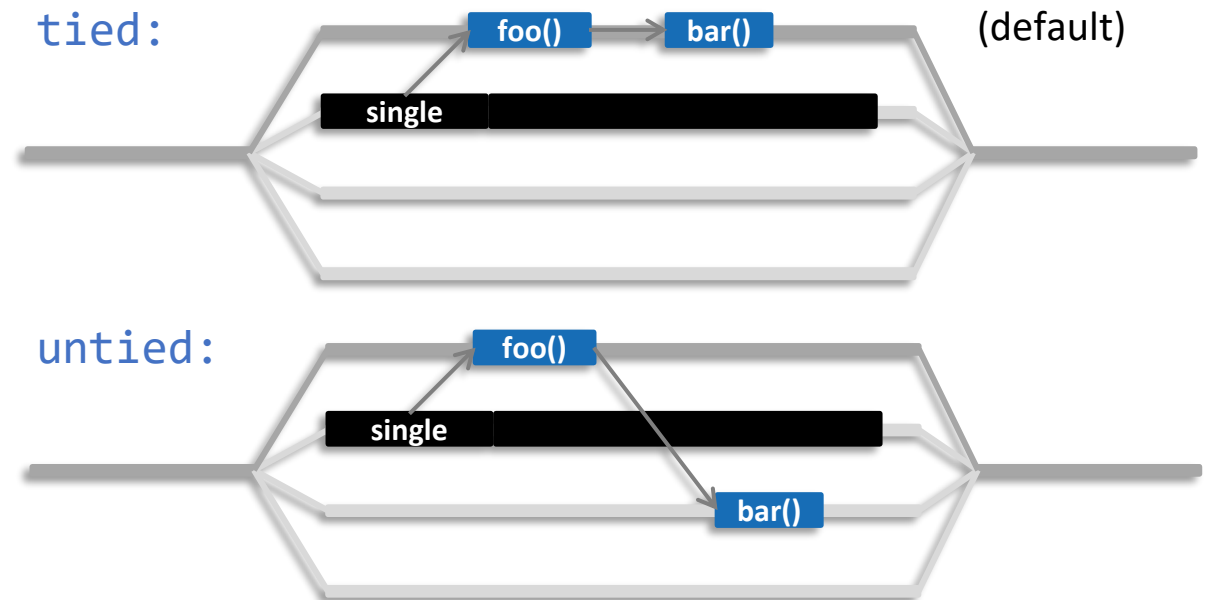 tied: foo() bar() (default)
single
untied: foo()
single
bar()